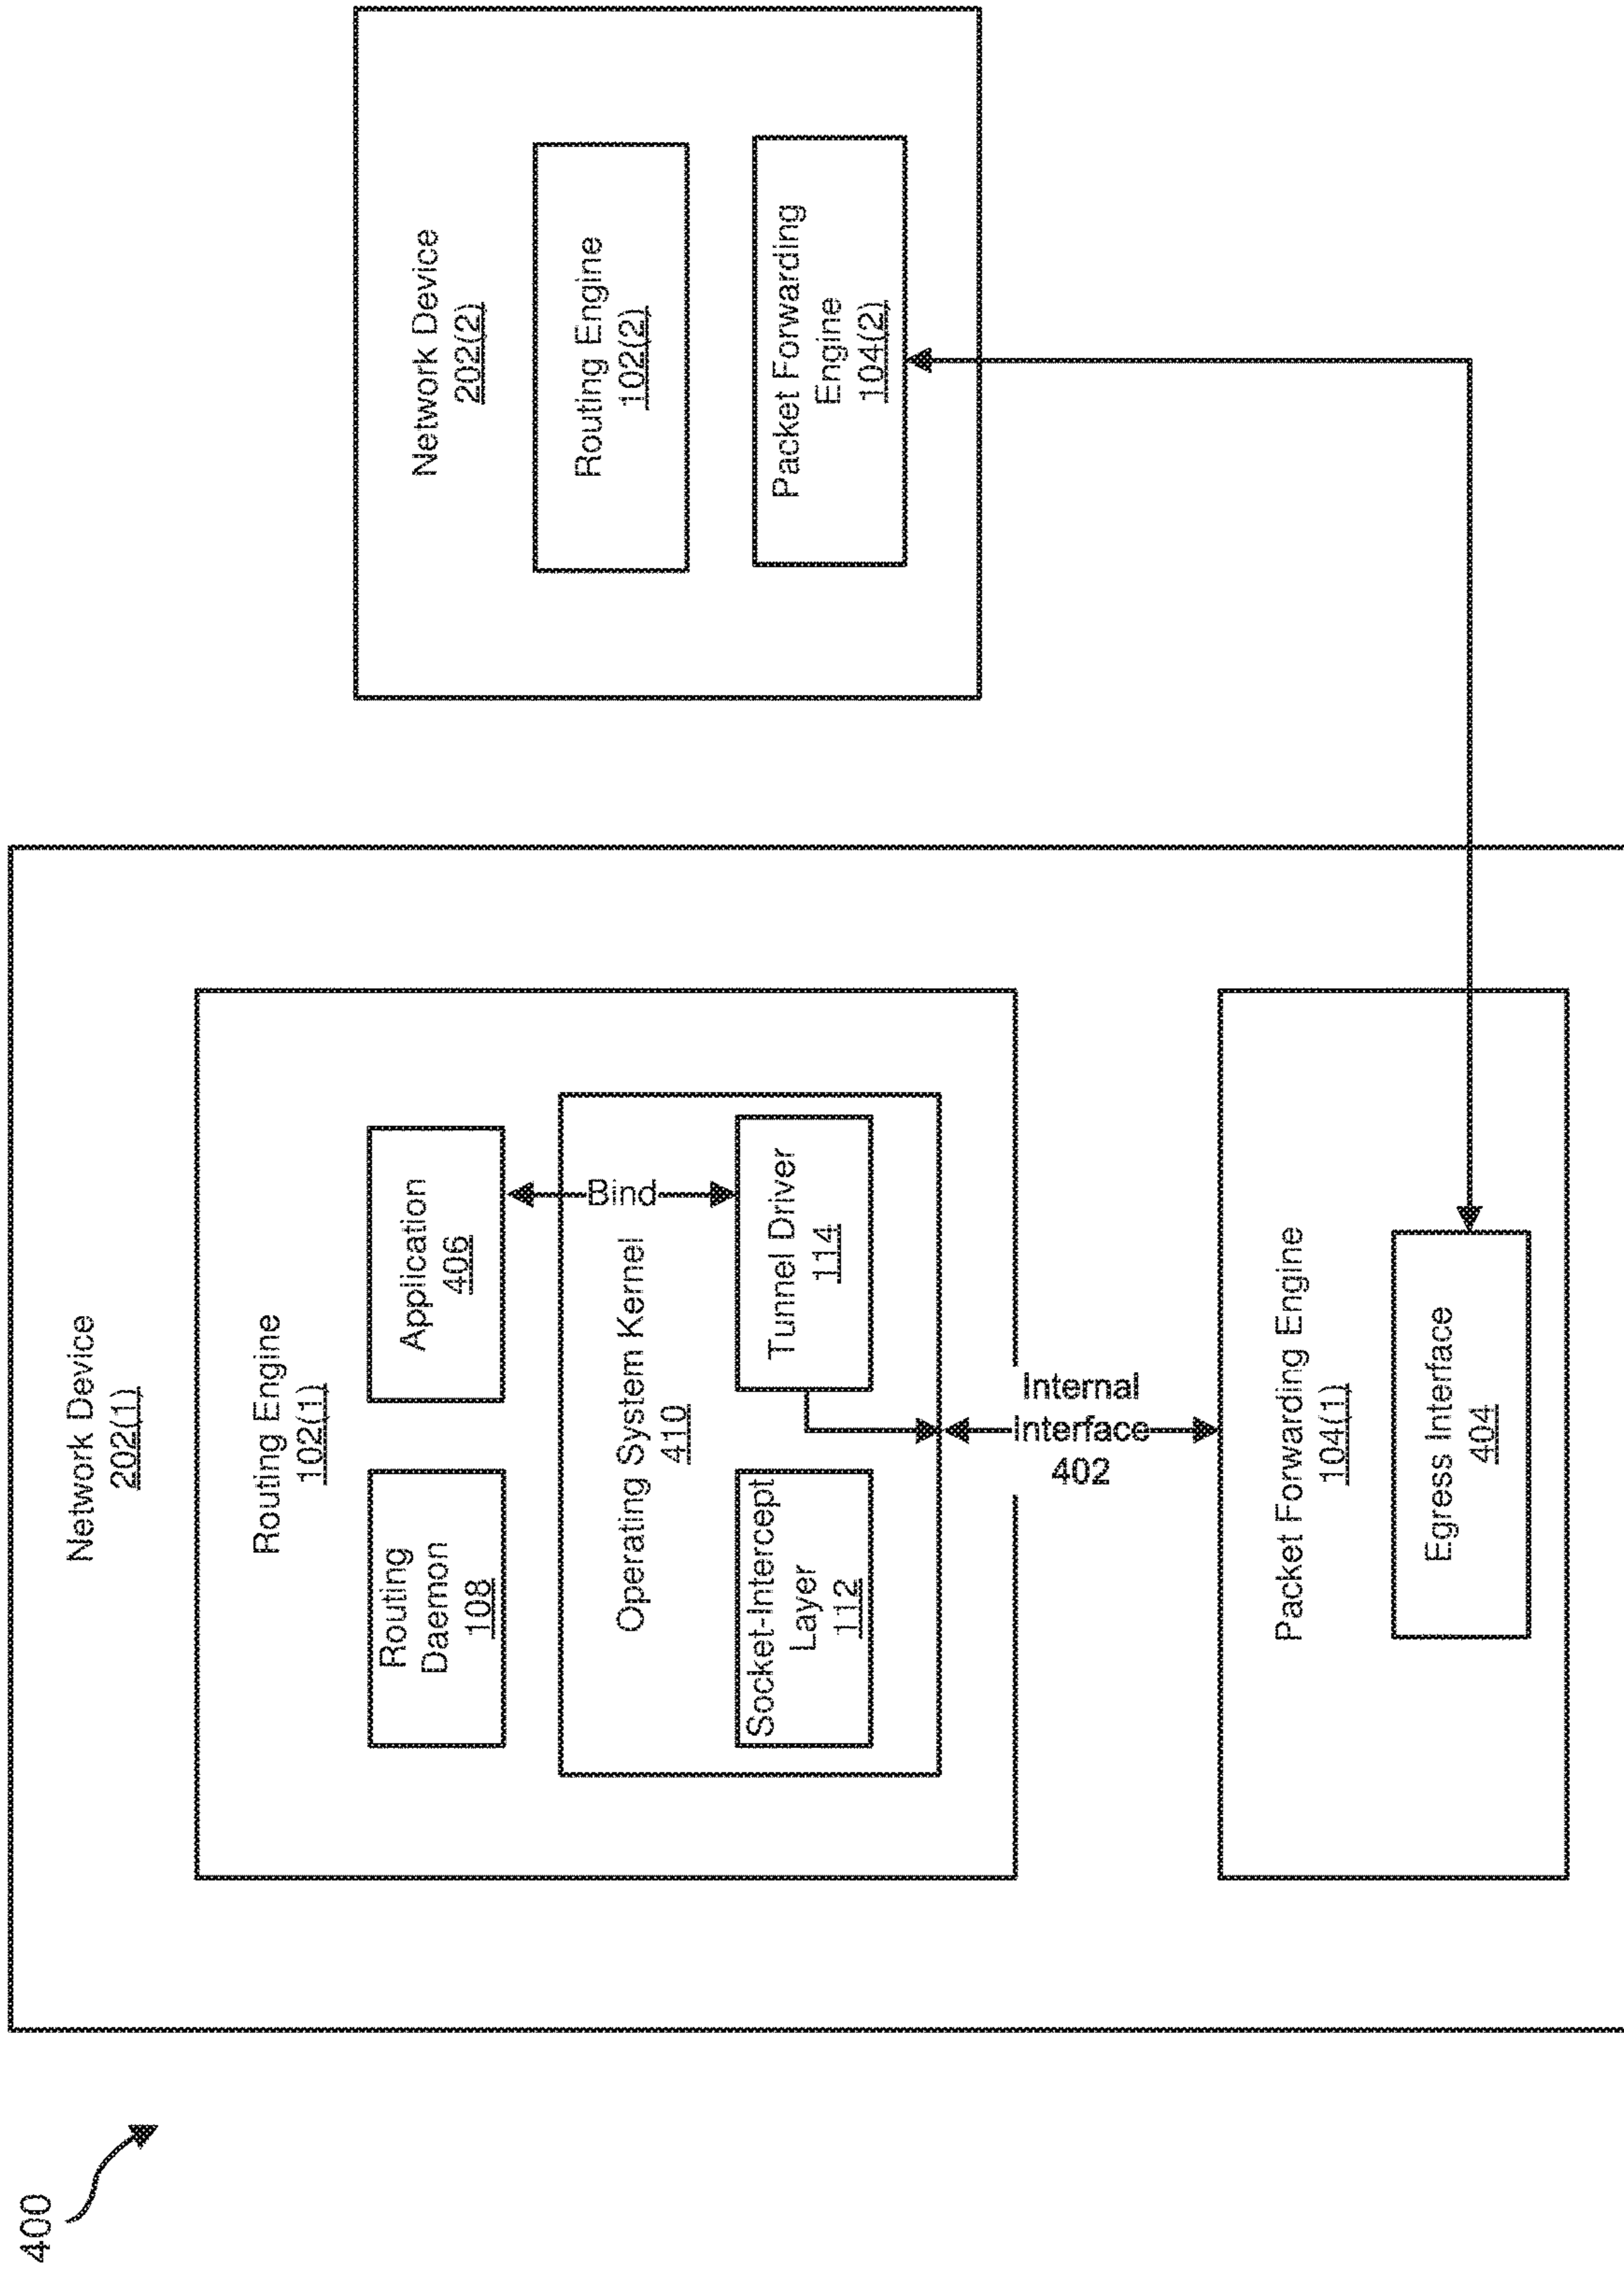 400
Network Device
202(1)
Routing Engine
102(1)
Routing
Daemon
108
Application
406
Operating System Kernel
410
Bind
Socket-Intercept
Layer
112
Tunnel Driver
114
Internal
Interface
402
Packet Forwarding Engine
104(1)
Egress Interface
404
Network Device
202(2)
Routing Engine
102(2)
Packet Forwarding
Engine
104(2)